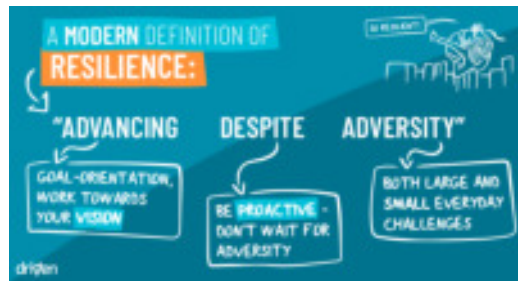 A MODERN DEFINITION OF
RESILIENCE:
"ADVANCING DESPITE ADVERSITY"
GOAL-ORIENTATION,
WORK TOWARDS
YOUR VISION
BE PROACTIVE -
DON'T WAIT FOR
ADVERSITY
BOTH LARGE AND
SMALL EVERYDAY
CHALLENGES
driven